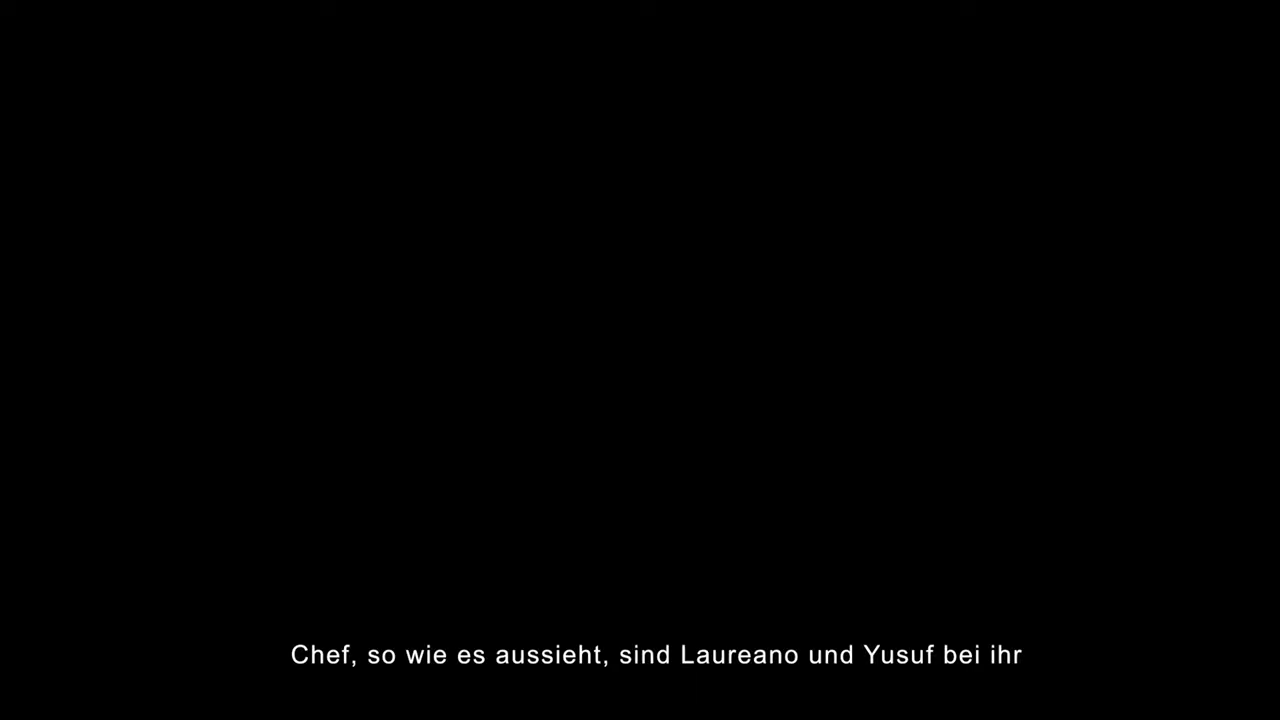 Chef, so wie es aussieht, sind Laureano und Yusuf bei ihr